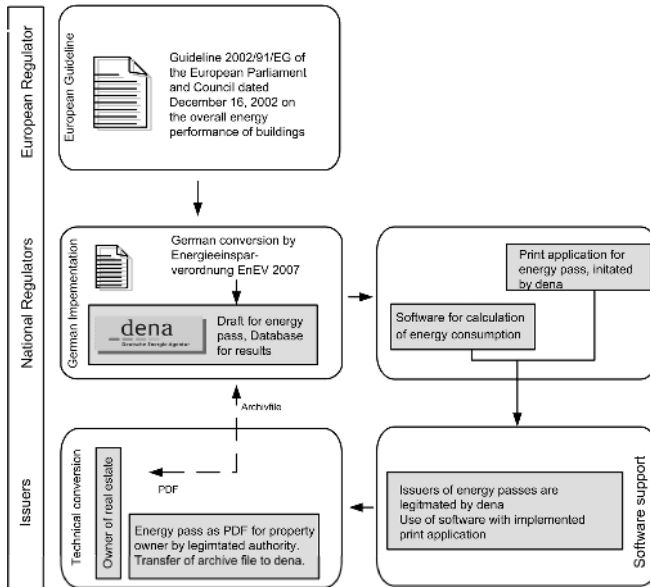 European Regulator
European Guideline
Guideline 2002/91/EG of
the European Parliament
and Council dated
December 16, 2002 on
the overall energy
performance of buildings
National Regulators
German Impementation
German conversion by
Energieeinspar-
verordnung EnEV 2007
dena
Deutsche Energie-Agentur
Draft for energy
pass, Database
for results
Print application for
energy pass, initated
by dena
Software for calculation
of energy consumption
Archivfile
Issuers
Technical conversion
Owner of real estate
PDF
Energy pass as PDF for property
owner by legimtated authority.
Transfer of archive file to dena.
Issuers of energy passes are
legitmated by dena
Use of software with implemented
print application
Software support